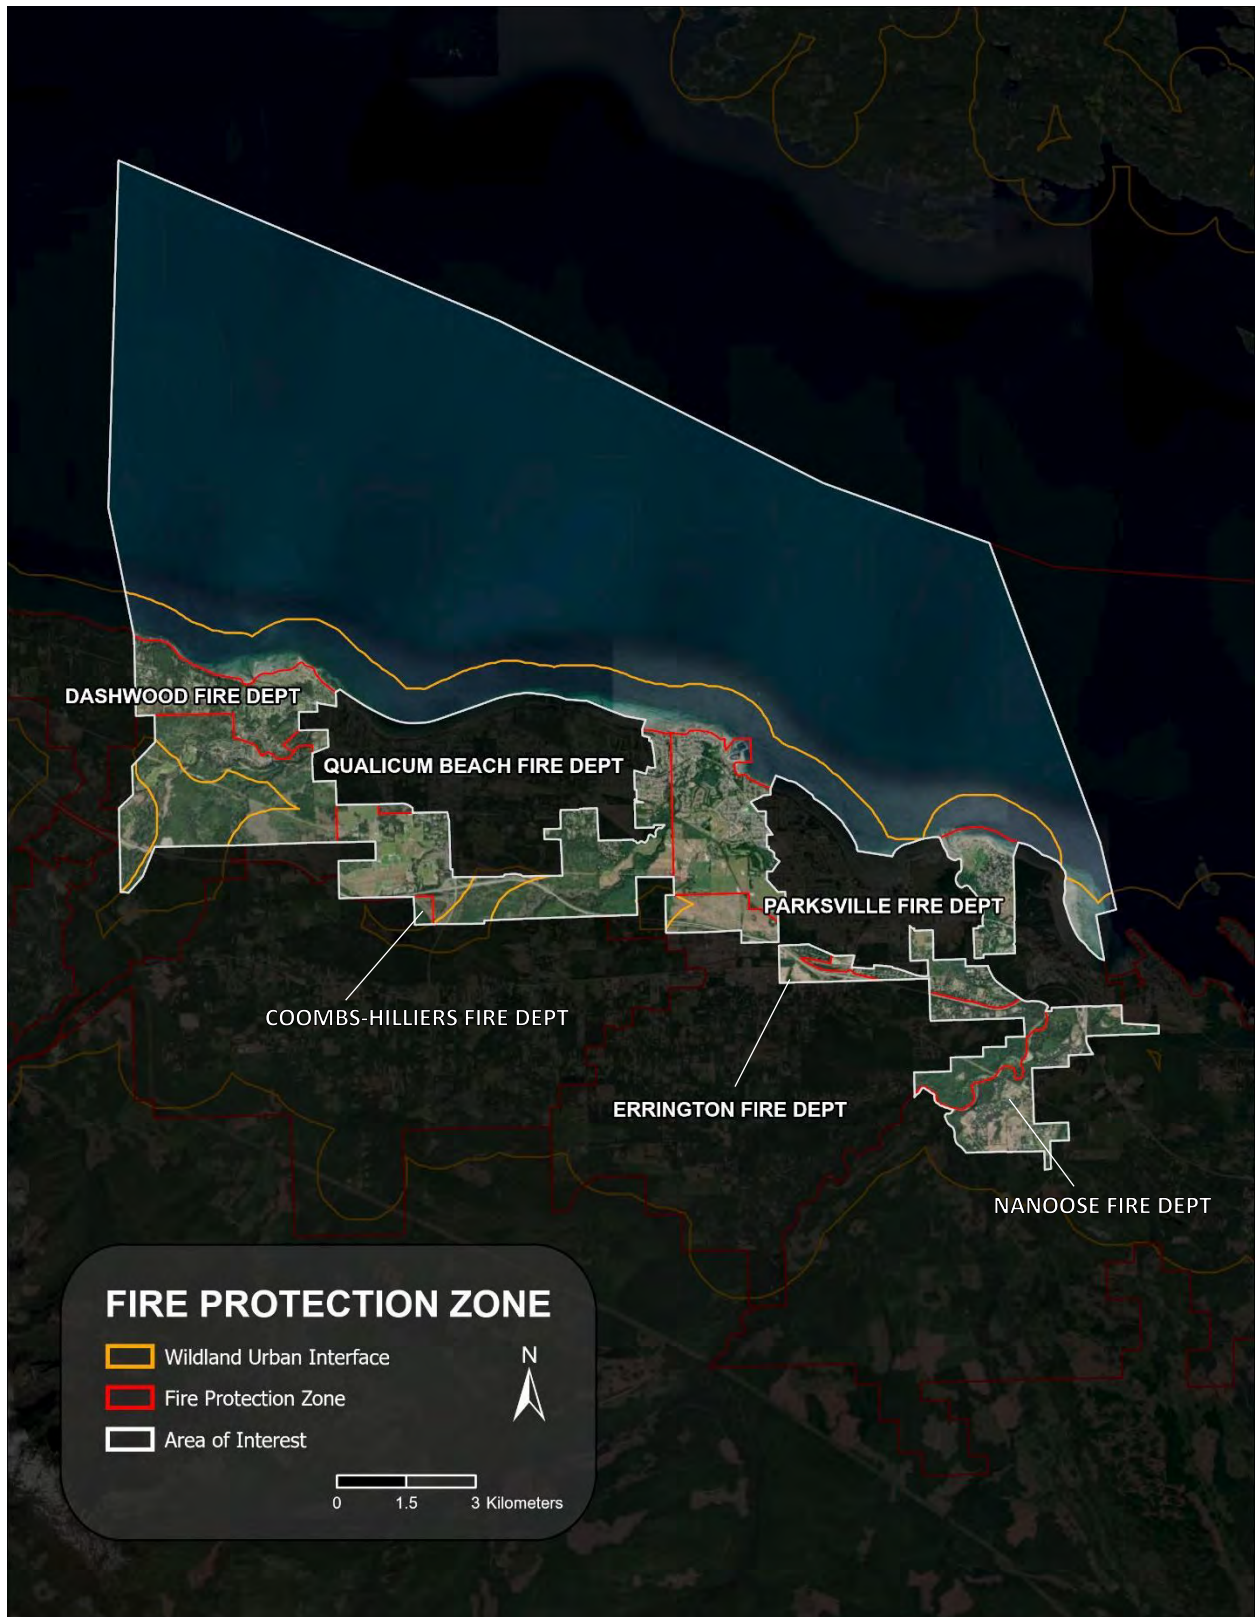 DASHWOOD FIRE DEPT
QUALICUM BEACH FIRE DEPT
PARKSVILLE FIRE DEPT
COOMBS-HILLIERS FIRE DEPT
ERRINGTON FIRE DEPT
NANOOSE FIRE DEPT
FIRE PROTECTION ZONE
Wildland Urban Interface
Fire Protection Zone
Area of Interest
N
0 1.5 3 Kilometers